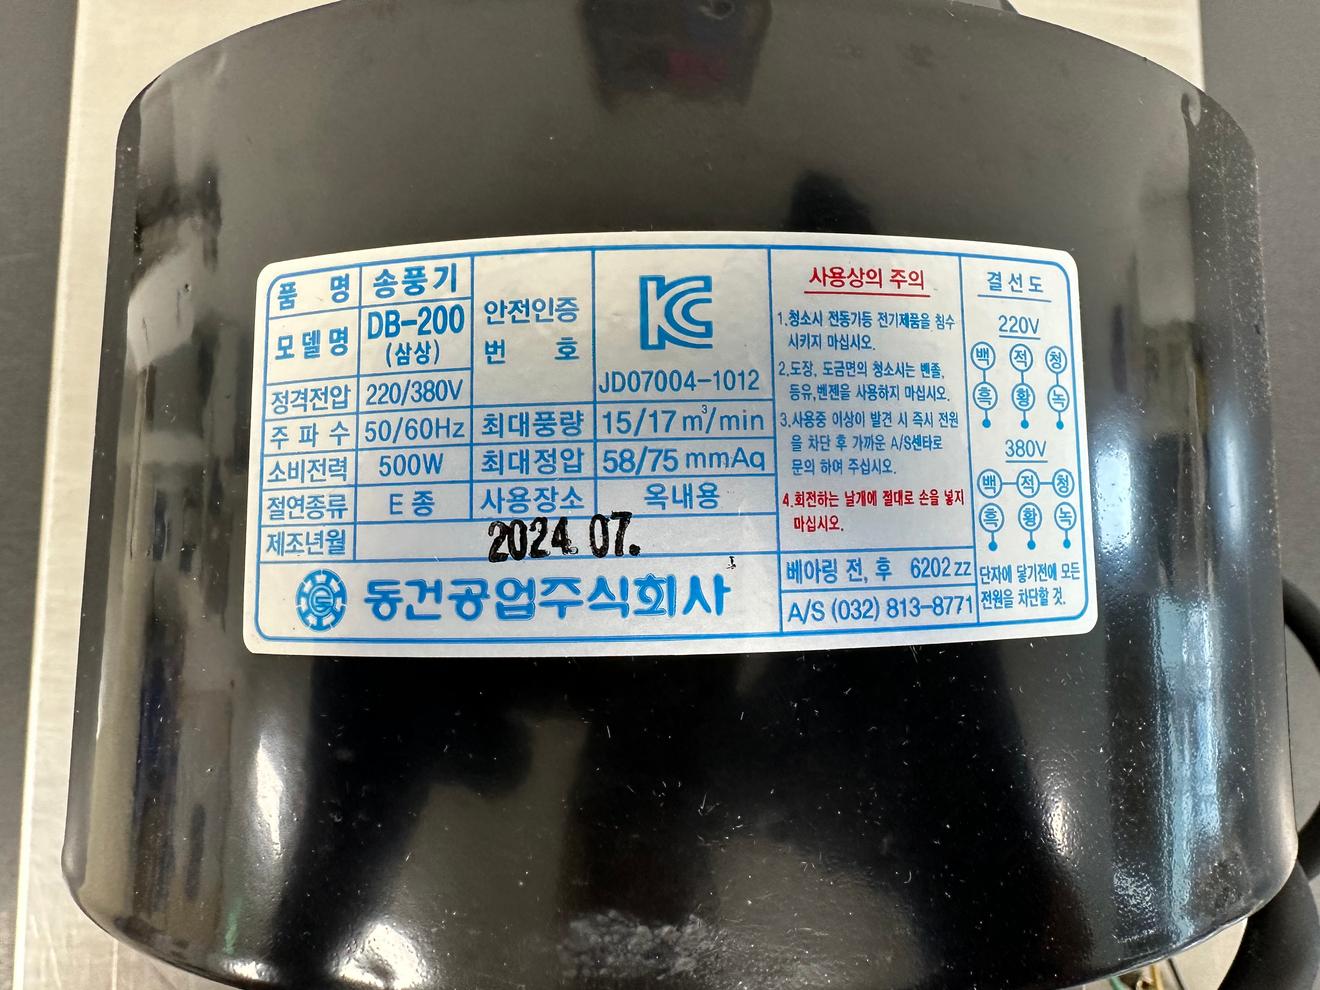 품 명 송풍기
모델명 DB-200
(삼상)
정격전압 220/380V
주파수 50/60Hz
소비전력 500W
절연종류 E 종
제조년월 2024. 07.
안전인증
번 호
KC
JD07004-1012
최대풍량 15/17 m³/min
최대정압 58/75 mmAq
사용장소 옥내용
동건공업주식회사
사용상의 주의
1.청소시 전동기등 전기제품을 침수
시키지 마십시오.
2.도장, 도금면의 청소시는 벤졸,
등유,벤젠을 사용하지 마십시오.
3.사용중 이상이 발견 시 즉시 전원
을 차단 후 가까운 A/S센타로
문의 하여 주십시오.
4.회전하는 날개에 절대로 손을 넣지
마십시오.
베아링 전, 후 6202 zz
A/S (032) 813-8771
결선도
220V
백 적 청
흑 황 녹
380V
백 적 청
흑 황 녹
단자에 닿기전에 모든
전원을 차단할 것.